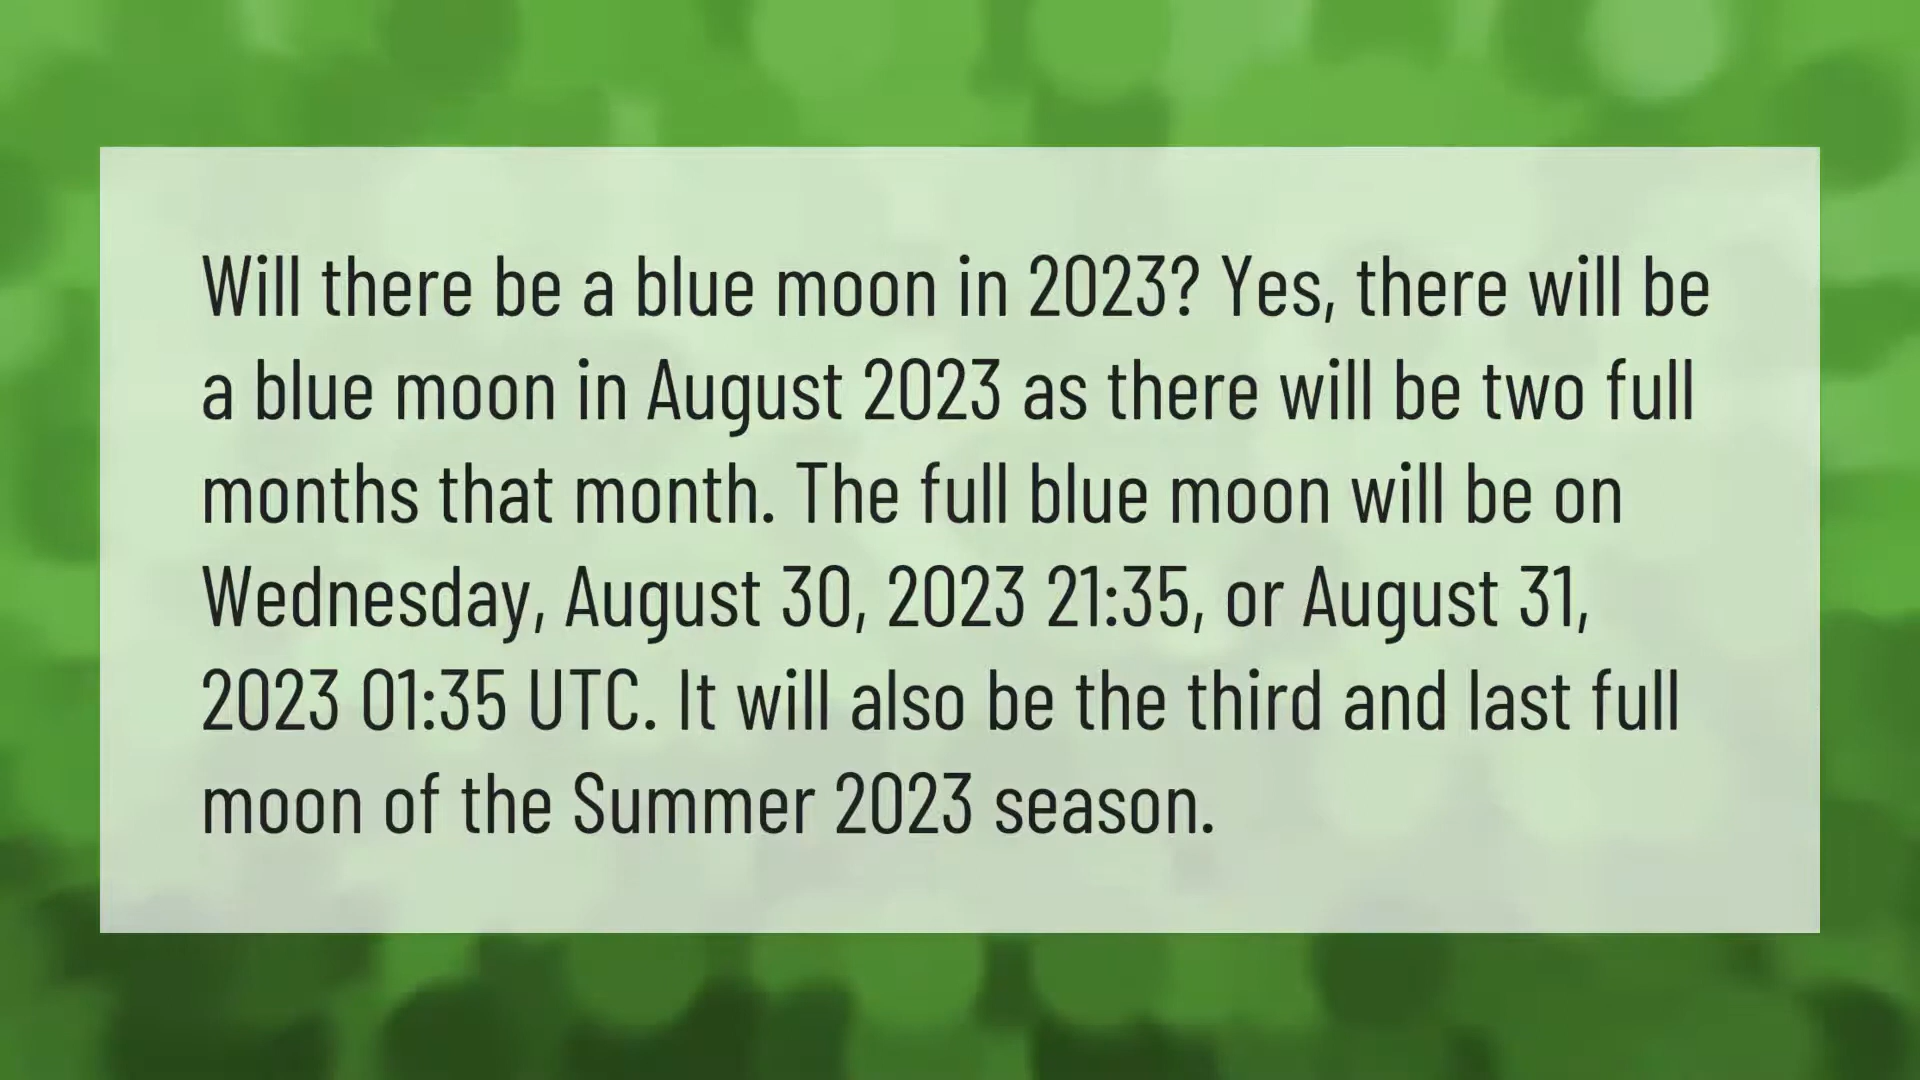 Will there be a blue moon in 2023? Yes, there will be
a blue moon in August 2023 as there will be two full
months that month. The full blue moon will be on
Wednesday, August 30, 2023 21:35, or August 31,
2023 01:35 UTC. It will also be the third and last full
moon of the Summer 2023 season.